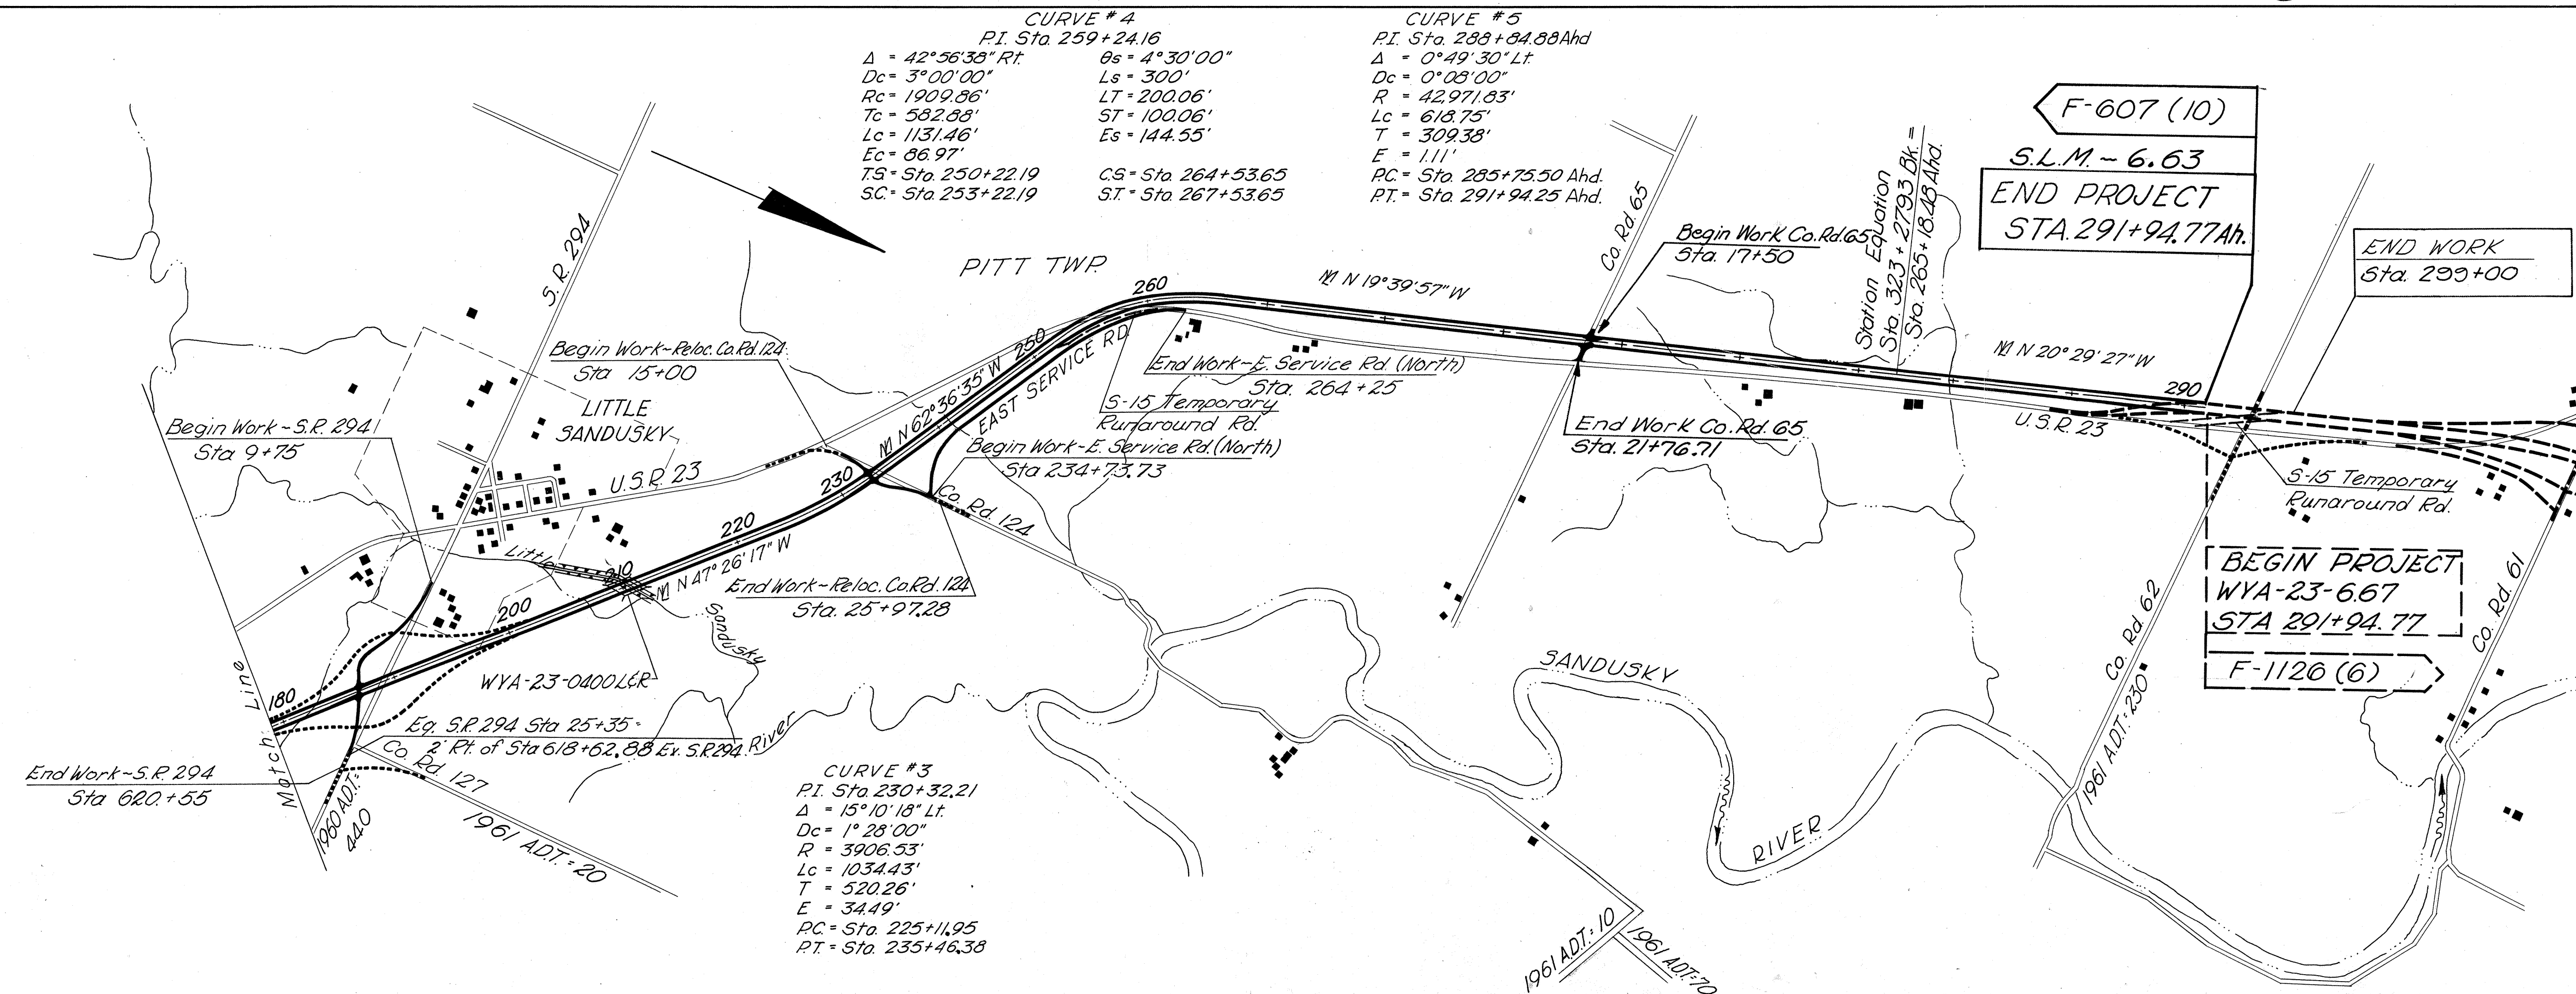 CURVE #4
P.I. Sta. 259+24.16
Δ = 42°56'38" Rt.
Dc = 3°00'00"
Rc = 1909.86'
Tc = 582.88'
Lc = 1131.46'
Ec = 86.97'
T.S. = Sta. 250+22.19
S.C. = Sta. 253+22.19
θs = 4°30'00"
Ls = 300'
LT = 200.06'
ST = 100.06'
Es = 144.55'
C.S. = Sta. 264+53.65
S.T. = Sta. 267+53.65
CURVE #5
P.I. Sta. 288+84.88 Ahd
Δ = 0°49'30" Lt.
Dc = 0°08'00"
R = 42,971.83'
Lc = 618.75'
T = 309.38'
E = 1.11'
P.C. = Sta. 285+75.50 Ahd.
P.T. = Sta. 291+94.25 Ahd.
F-607 (10)
S.L.M. ~ 6.63
END PROJECT
STA. 291+94.77 Ah.
END WORK
Sta. 299+00
Station Equation
Sta. 323+27.93 Bk. =
Sta. 265+18.48 Ahd.
Co. Rd. 65
Begin Work Co. Rd. 65
Sta. 17+50
S.R. 294
PITT TWP.
260
N 19°39'57" W
N 20°29'27" W
290
U.S.R. 23
250
Begin Work~Reloc. Co. Rd. 124
Sta 15+00
N 62°36'35" W
EAST SERVICE RD.
End Work~E. Service Rd. (North)
Sta. 264+25
S-15 Temporary
Runaround Rd.
LITTLE
SANDUSKY
Begin Work~S.R. 294
Sta 9+75
Begin Work~E. Service Rd. (North)
Sta 234+73.73
End Work Co. Rd. 65
Sta. 21+76.71
U.S.R. 23
230
Co. Rd. 124
S-15 Temporary
Runaround Rd.
220
Little
210
N 47°26'17" W
End Work~Reloc. Co. Rd. 124
Sta. 25+97.28
200
Sandusky
River
WYA-23-0400 L&R
BEGIN PROJECT
WYA-23-6.67
STA 291+94.77
F-1126 (6)
Co. Rd. 62
1961 A.D.T. = 230
Co. Rd. 61
SANDUSKY
RIVER
180
Match Line
Eq. S.R. 294 Sta 25+35 =
2' Rt. of Sta 618+62.88 Ex. S.R. 294
End Work~S.R. 294
Sta 620+55
Co. Rd. 127
1960 A.D.T. =
440
1961 A.D.T. = 20
CURVE #3
P.I. Sta. 230+32.21
Δ = 15°10'18" Lt.
Dc = 1°28'00"
R = 3906.53'
Lc = 1034.43'
T = 520.26'
E = 34.49'
P.C. = Sta. 225+11.95
P.T. = Sta. 235+46.38
1961 A.D.T. = 10
1961 A.D.T. = 70